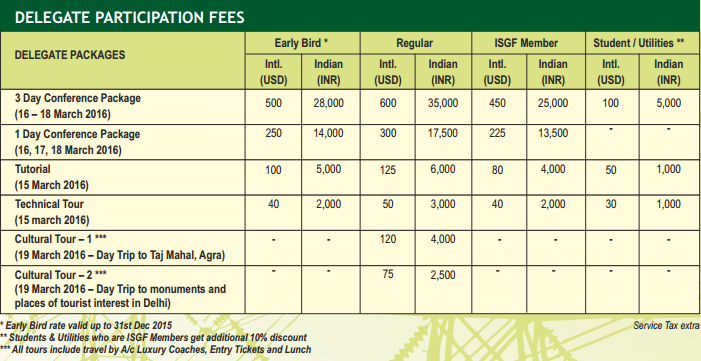 DELEGATE PARTICIPATION FEES
DELEGATE PACKAGES Early Bird * Regular ISGF Member Student / Utilities **
Intl. (USD) Indian (INR) Intl. (USD) Indian (INR) Intl. (USD) Indian (INR) Intl. (USD) Indian (INR)
3 Day Conference Package 500 28,000 600 35,000 450 25,000 100 5,000
(16 – 18 March 2016)
1 Day Conference Package 250 14,000 300 17,500 225 13,500 - -
(16, 17, 18 March 2016)
Tutorial 100 5,000 125 6,000 80 4,000 50 1,000
(15 March 2016)
Technical Tour 40 2,000 50 3,000 40 2,000 30 1,000
(15 march 2016)
Cultural Tour – 1 *** - - 120 4,000 - - - -
(19 March 2016 – Day Trip to Taj Mahal, Agra)
Cultural Tour – 2 *** - - 75 2,500 - - - -
(19 March 2016 – Day Trip to monuments and
places of tourist interest in Delhi)
* Early Bird rate valid up to 31st Dec 2015 Service Tax extra
** Students & Utilities who are ISGF Members get additional 10% discount
*** All tours include travel by A/c Luxury Coaches, Entry Tickets and Lunch